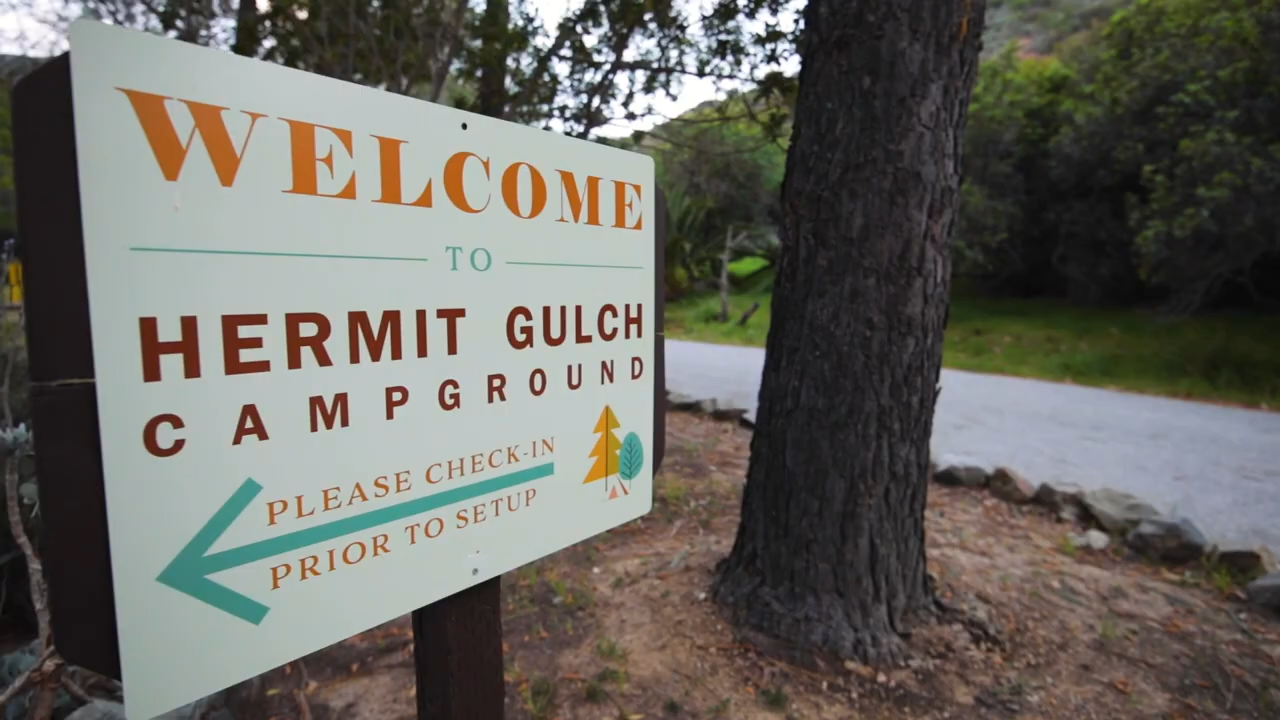 WELCOME
TO
HERMIT GULCH
CAMPGROUND
PLEASE CHECK-IN
PRIOR TO SETUP